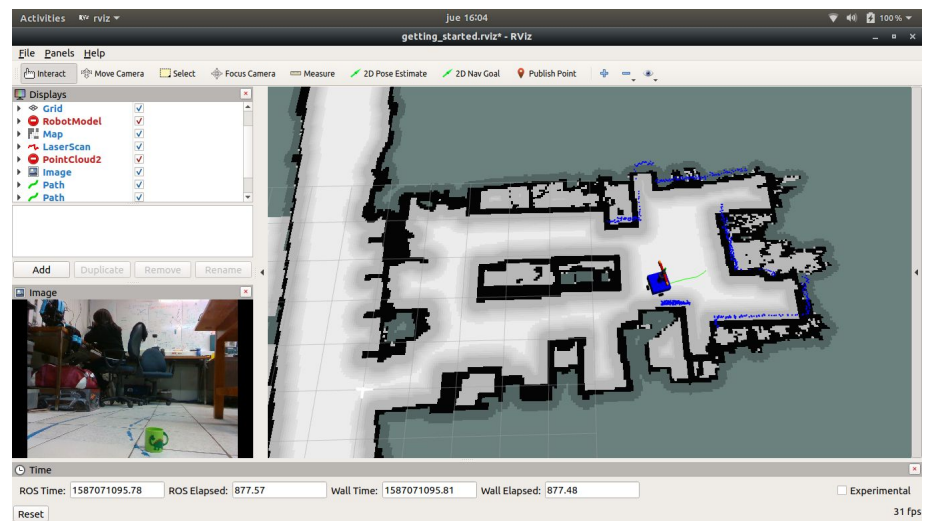 Activities rviz jue 16:04 100 %
getting_started.rviz* - RViz
File Panels Help
Interact Move Camera Select Focus Camera Measure 2D Pose Estimate 2D Nav Goal Publish Point
Displays
Grid
RobotModel
Map
LaserScan
PointCloud2
Image
Path
Path
Add Duplicate Remove Rename
Image
Time
ROS Time: 1587071095.78 ROS Elapsed: 877.57 Wall Time: 1587071095.81 Wall Elapsed: 877.48 Experimental
Reset 31 fps